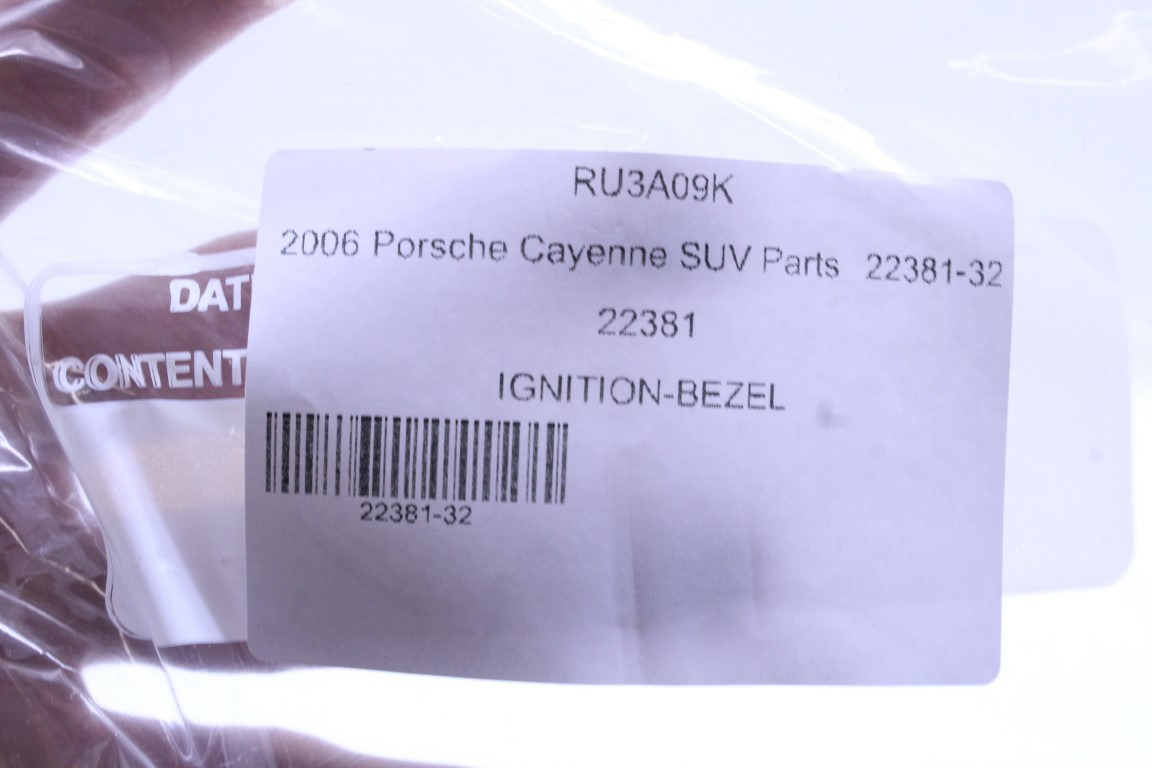 RU3A09K
2006 Porsche Cayenne SUV Parts 22381-32
22381
IGNITION-BEZEL
22381-32
DAT
CONTENT